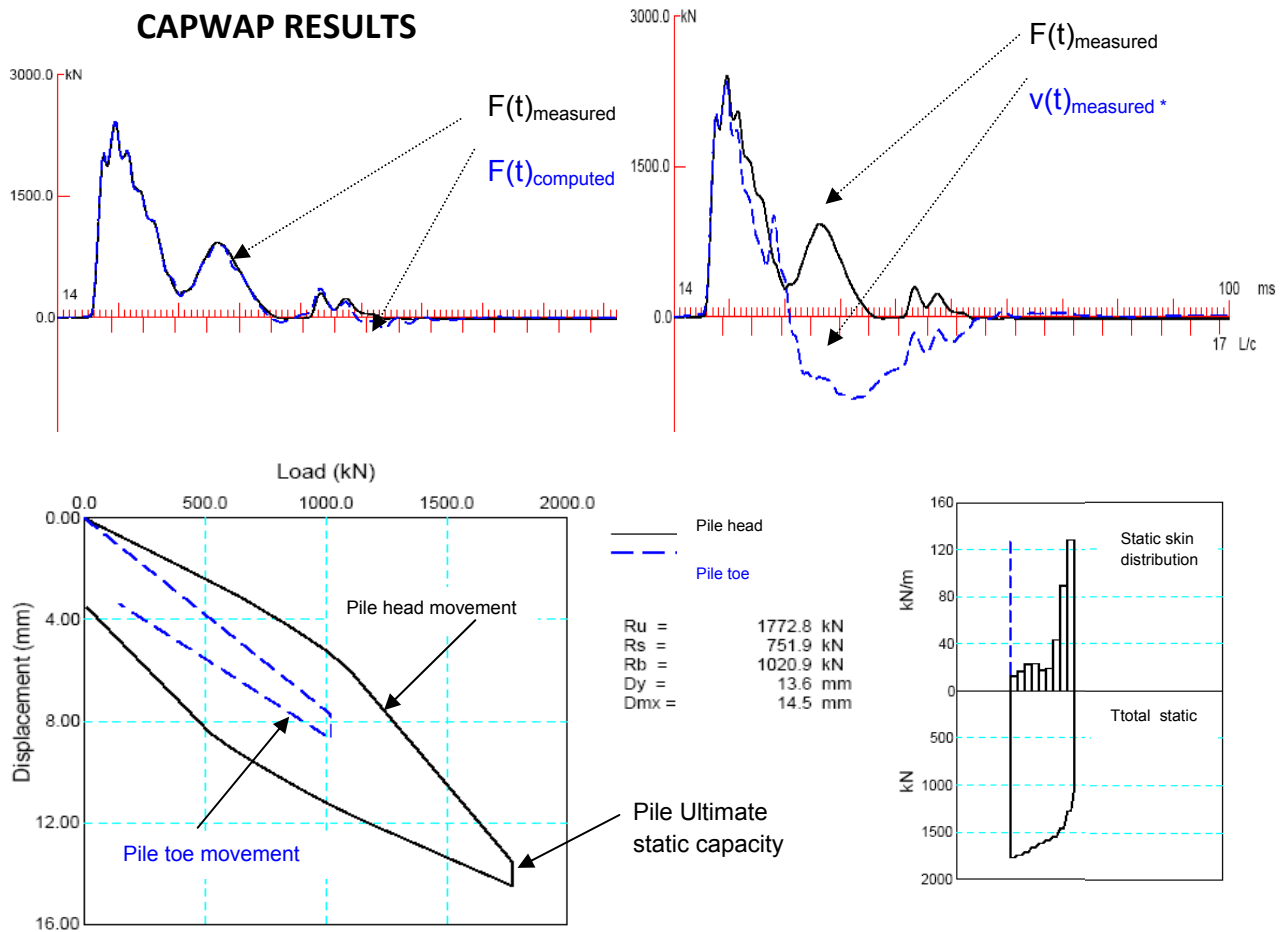 CAPWAP RESULTS
3000.0 kN
F(t)measured
F(t)computed
1500.0
14
0.0
3000.0 kN
F(t)measured
v(t)measured *
1500.0
14
100 ms
0.0
17 L/c
Load (kN)
0.0 500.0 1000.0 1500.0 2000.0
0.00
4.00
8.00
12.00
16.00
Displacement (mm)
Pile head movement
Pile toe movement
Pile Ultimate
static capacity
Pile head
Pile toe
Ru = 1772.8 kN
Rs = 751.9 kN
Rb = 1020.9 kN
Dy = 13.6 mm
Dmx = 14.5 mm
160
120
80
40
0
kN/m
Static skin
distribution
Ttotal static
500
1000
1500
2000
kN